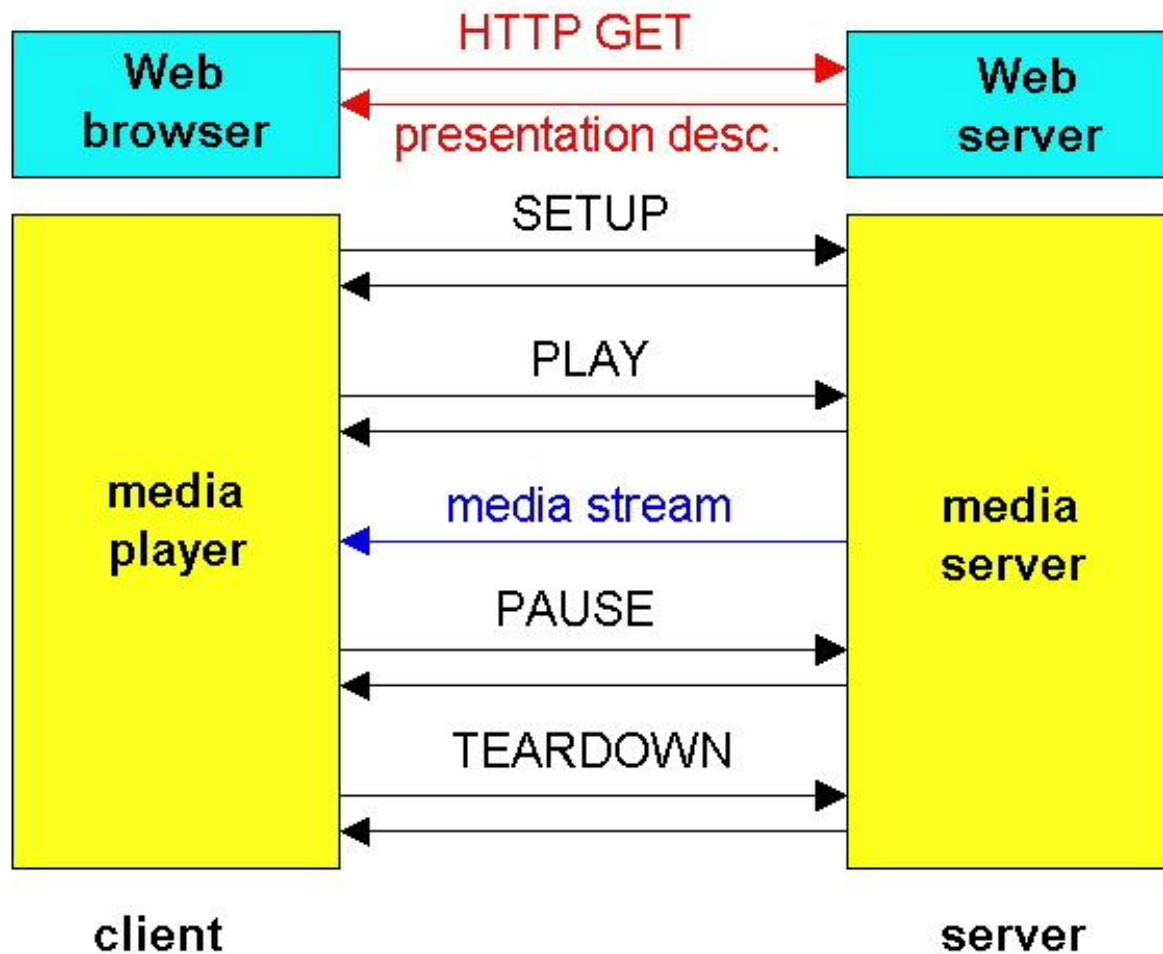 HTTP GET
Web
browser
Web
server
presentation desc.
SETUP
PLAY
media
player
media stream
media
server
PAUSE
TEARDOWN
client
server